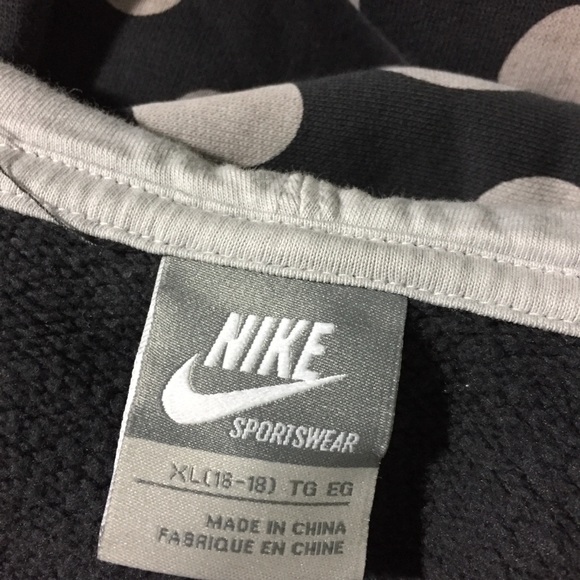 NIKE
SPORTSWEAR
XL(16-18) TG EG
MADE IN CHINA
FABRIQUE EN CHINE